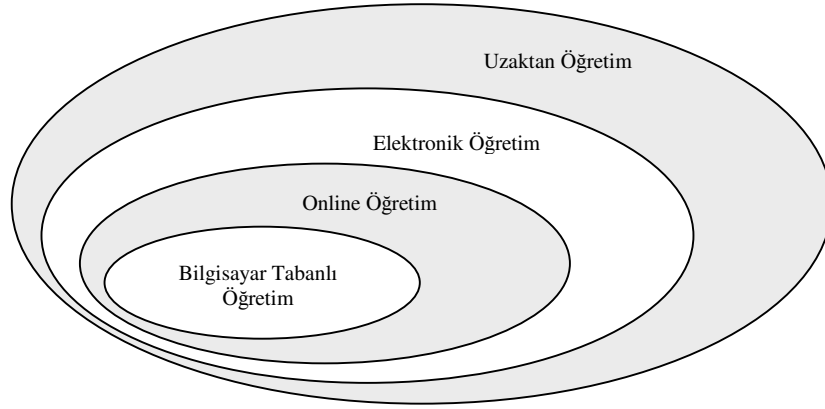 Uzaktan Öğretim
Elektronik Öğretim
Online Öğretim
Bilgisayar Tabanlı
Öğretim